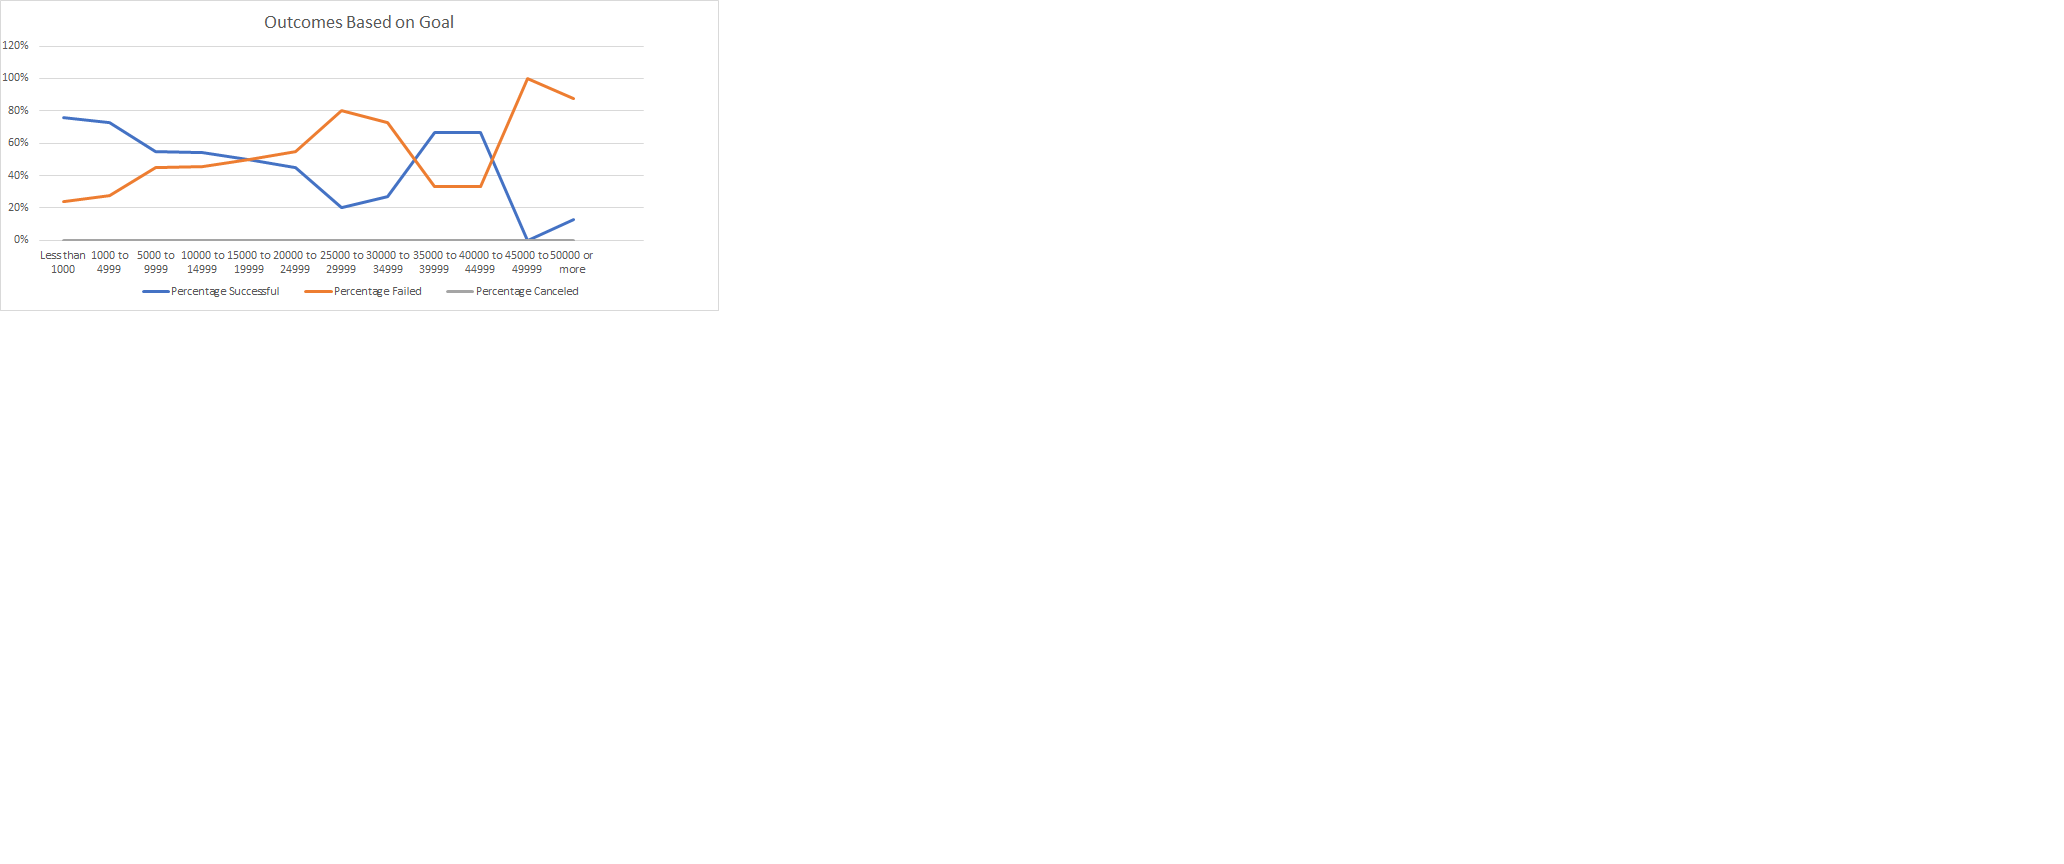 Outcomes Based on Goal
120%
100%
80%
60%
40%
20%
0%
Less than 1000 to 5000 to 10000 to 15000 to 20000 to 25000 to 30000 to 35000 to 40000 to 45000 to 50000 or
1000 4999 9999 14999 19999 24999 29999 34999 39999 44999 49999 more
Percentage Successful Percentage Failed Percentage Canceled